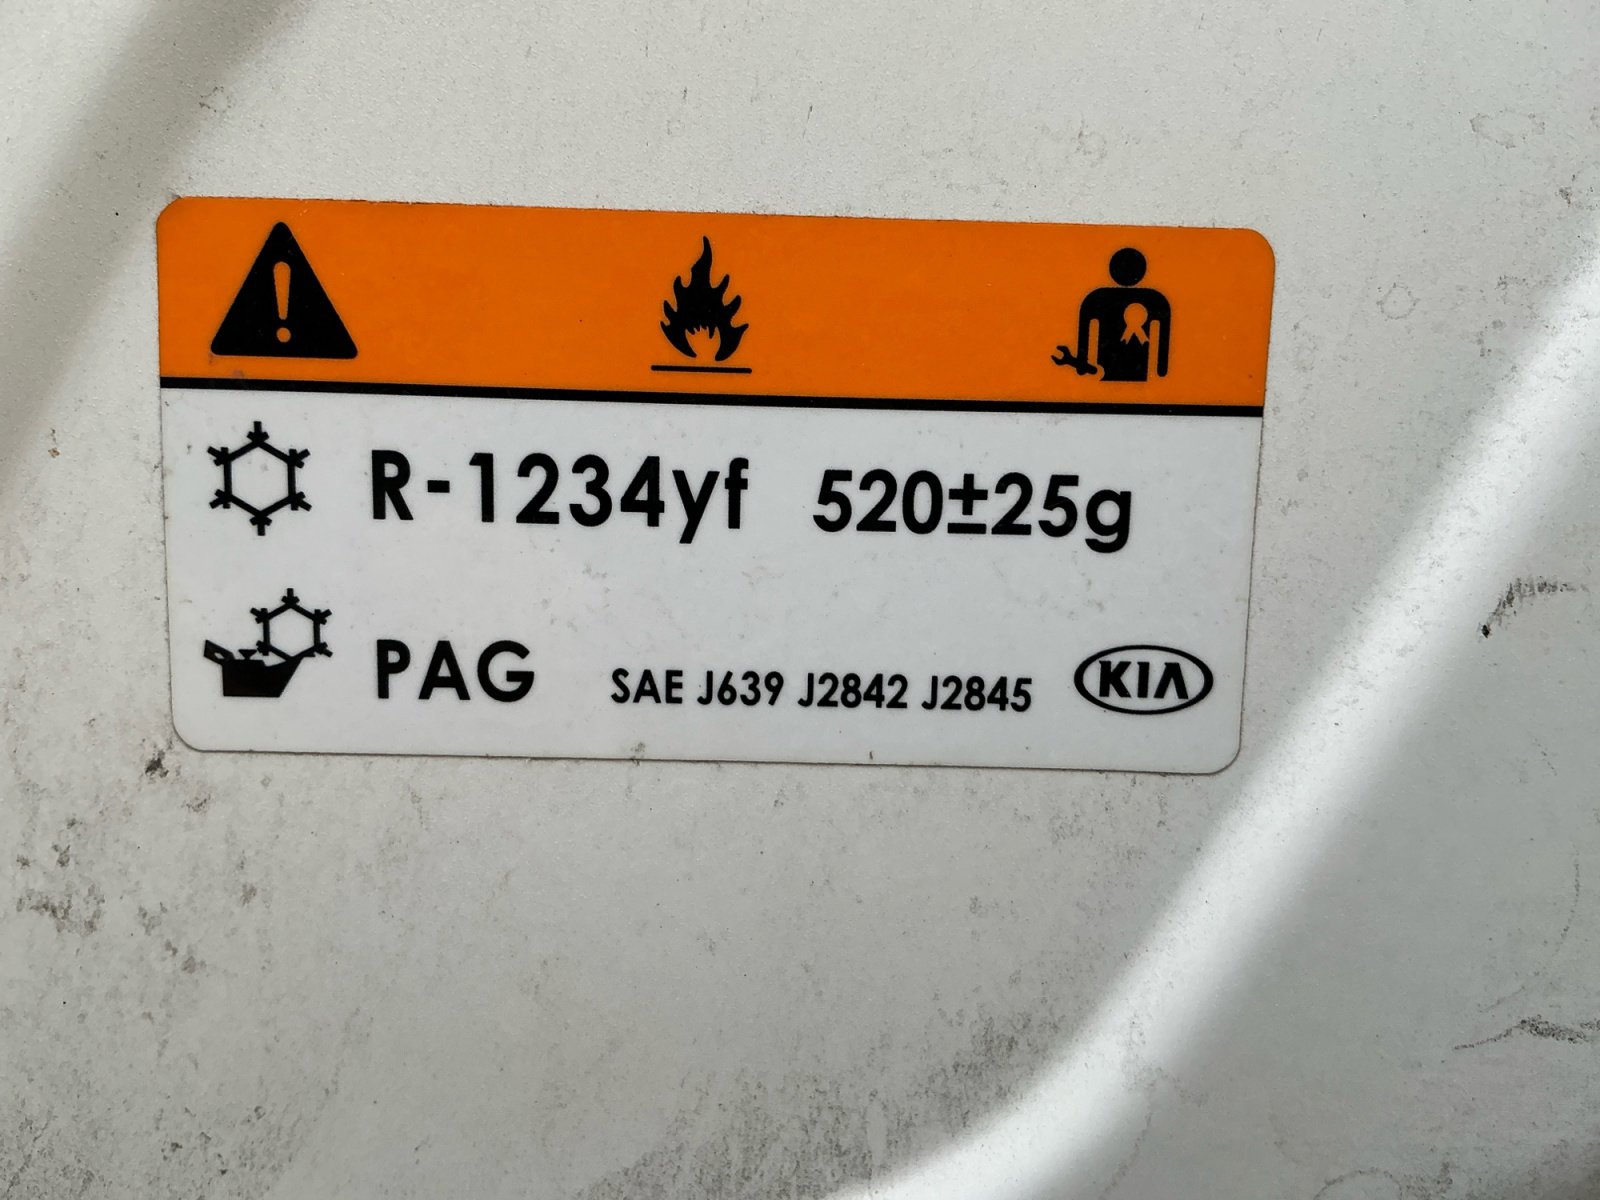 R-1234yf 520±25g
PAG SAE J639 J2842 J2845 KIA